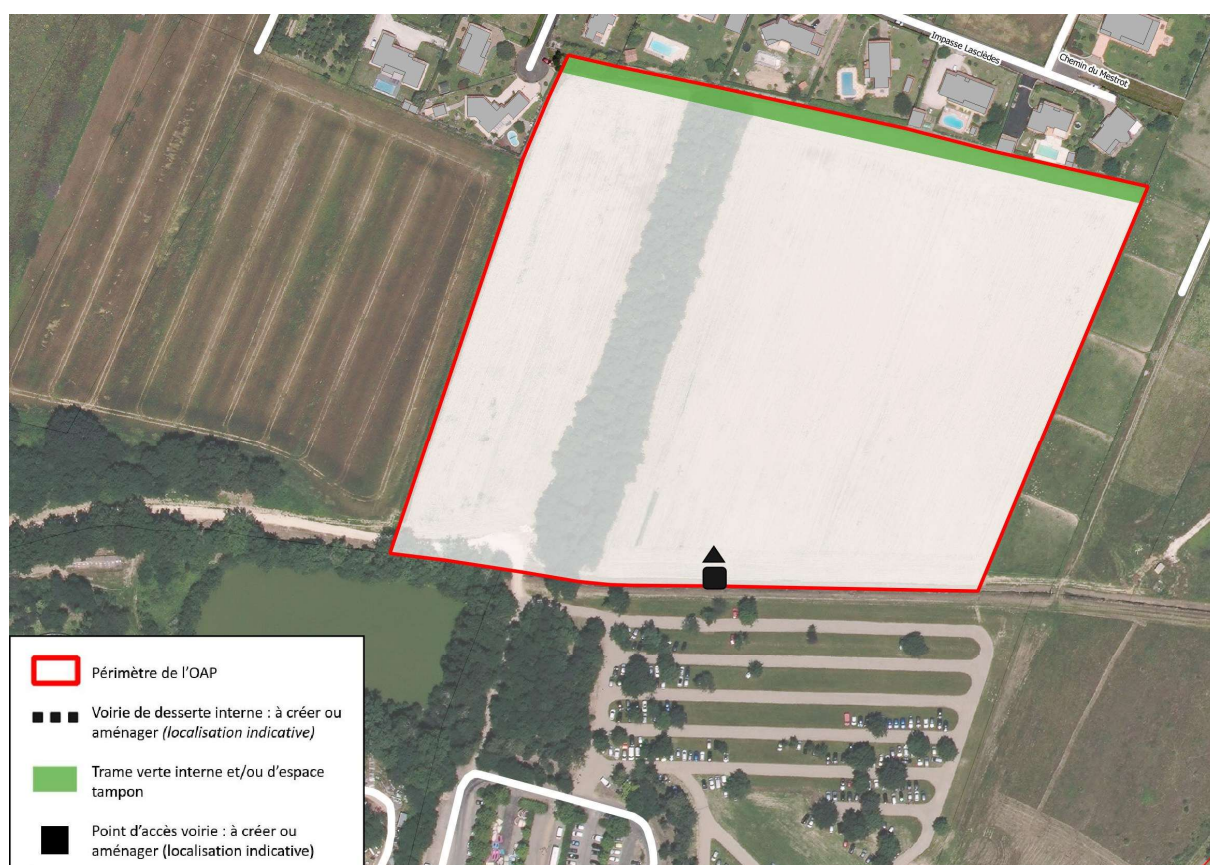 Impasse Lasclèdes
Chemin du Mestrot
Périmètre de l'OAP
Voirie de desserte interne : à créer ou
aménager (localisation indicative)
Trame verte interne et/ou d'espace
tampon
Point d'accès voirie : à créer ou
aménager (localisation indicative)